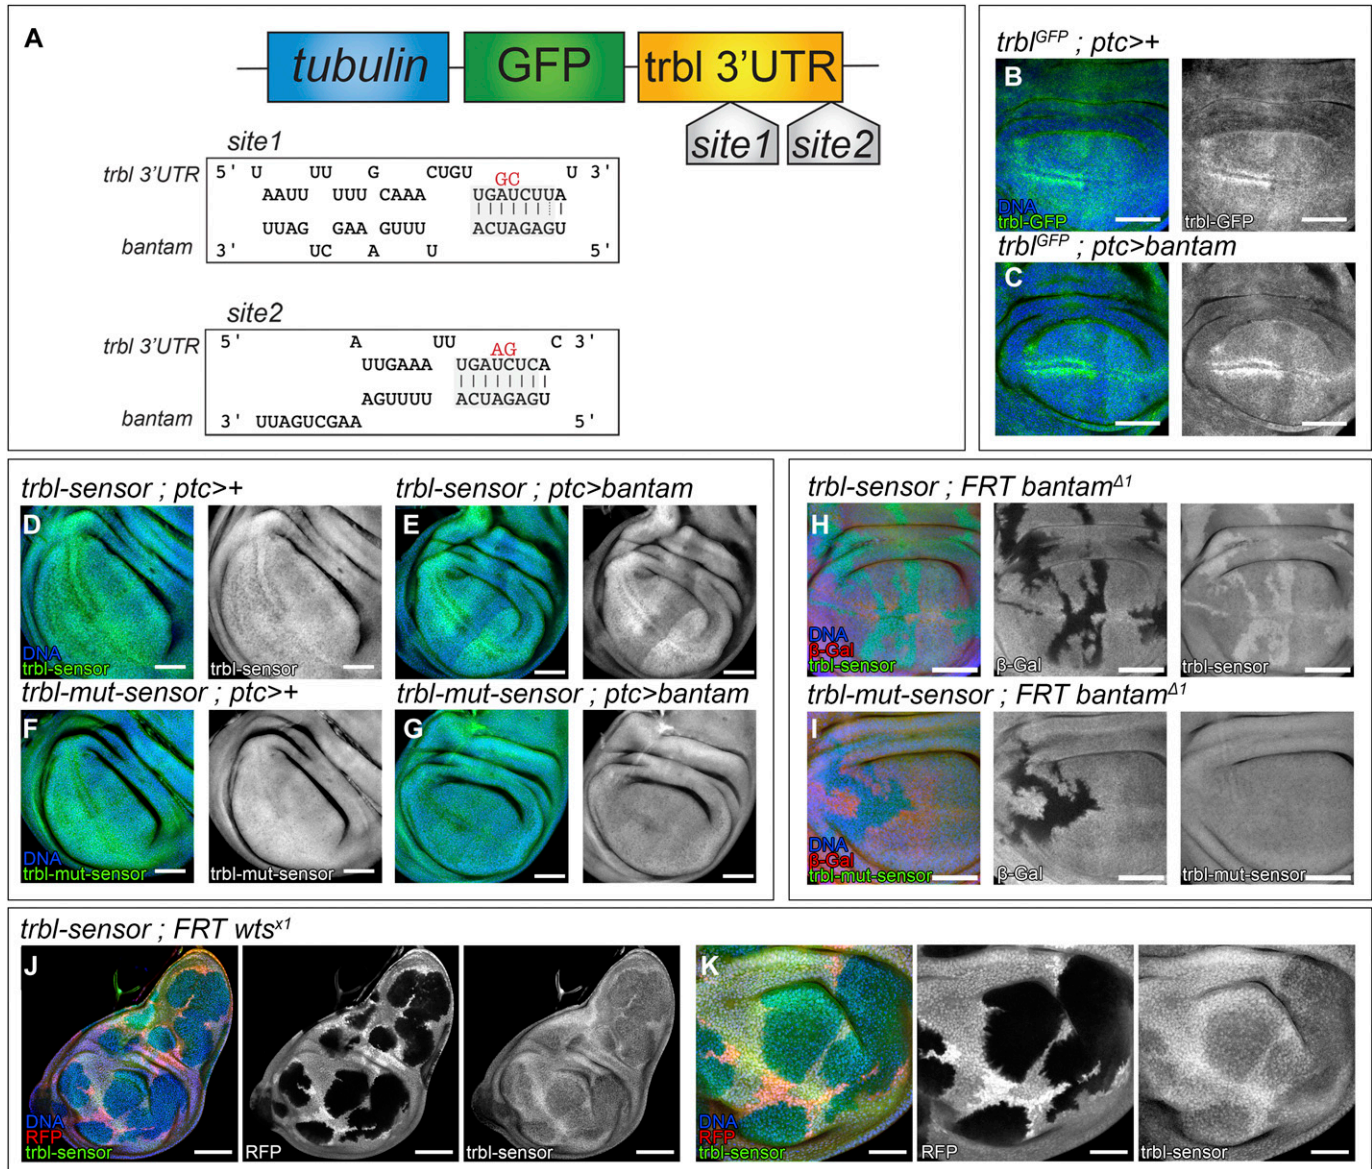 A
tubulin GFP trbl 3'UTR
site1 site2
site1
trbl 3'UTR 5' U UU G CUGU U 3'
GC
AAUU UUU CAAA UGAUCUUA
UUAG GAA GUUU ACUAGAGU
bantam 3' UC A U 5'
site2
trbl 3'UTR 5' A UU C 3'
AG
UUGAAA UGAUCUCA
AGUUUU ACUAGAGU
bantam 3' UUAGUCGAA 5'
trbl^GFP ; ptc>+
B
DNA
trbl-GFP
trbl-GFP
trbl^GFP ; ptc>bantam
C
trbl-sensor ; ptc>+
D
DNA
trbl-sensor
trbl-sensor
trbl-sensor ; ptc>bantam
E
trbl-mut-sensor ; ptc>+
F
DNA
trbl-mut-sensor
trbl-mut-sensor
trbl-mut-sensor ; ptc>bantam
G
trbl-sensor ; FRT bantam^Δ1
H
DNA
β-Gal
trbl-sensor
β-Gal
trbl-sensor
trbl-mut-sensor ; FRT bantam^Δ1
I
DNA
β-Gal
trbl-mut-sensor
β-Gal
trbl-mut-sensor
trbl-sensor ; FRT wts^x1
J
DNA
RFP
trbl-sensor
RFP
trbl-sensor
K
DNA
RFP
trbl-sensor
RFP
trbl-sensor